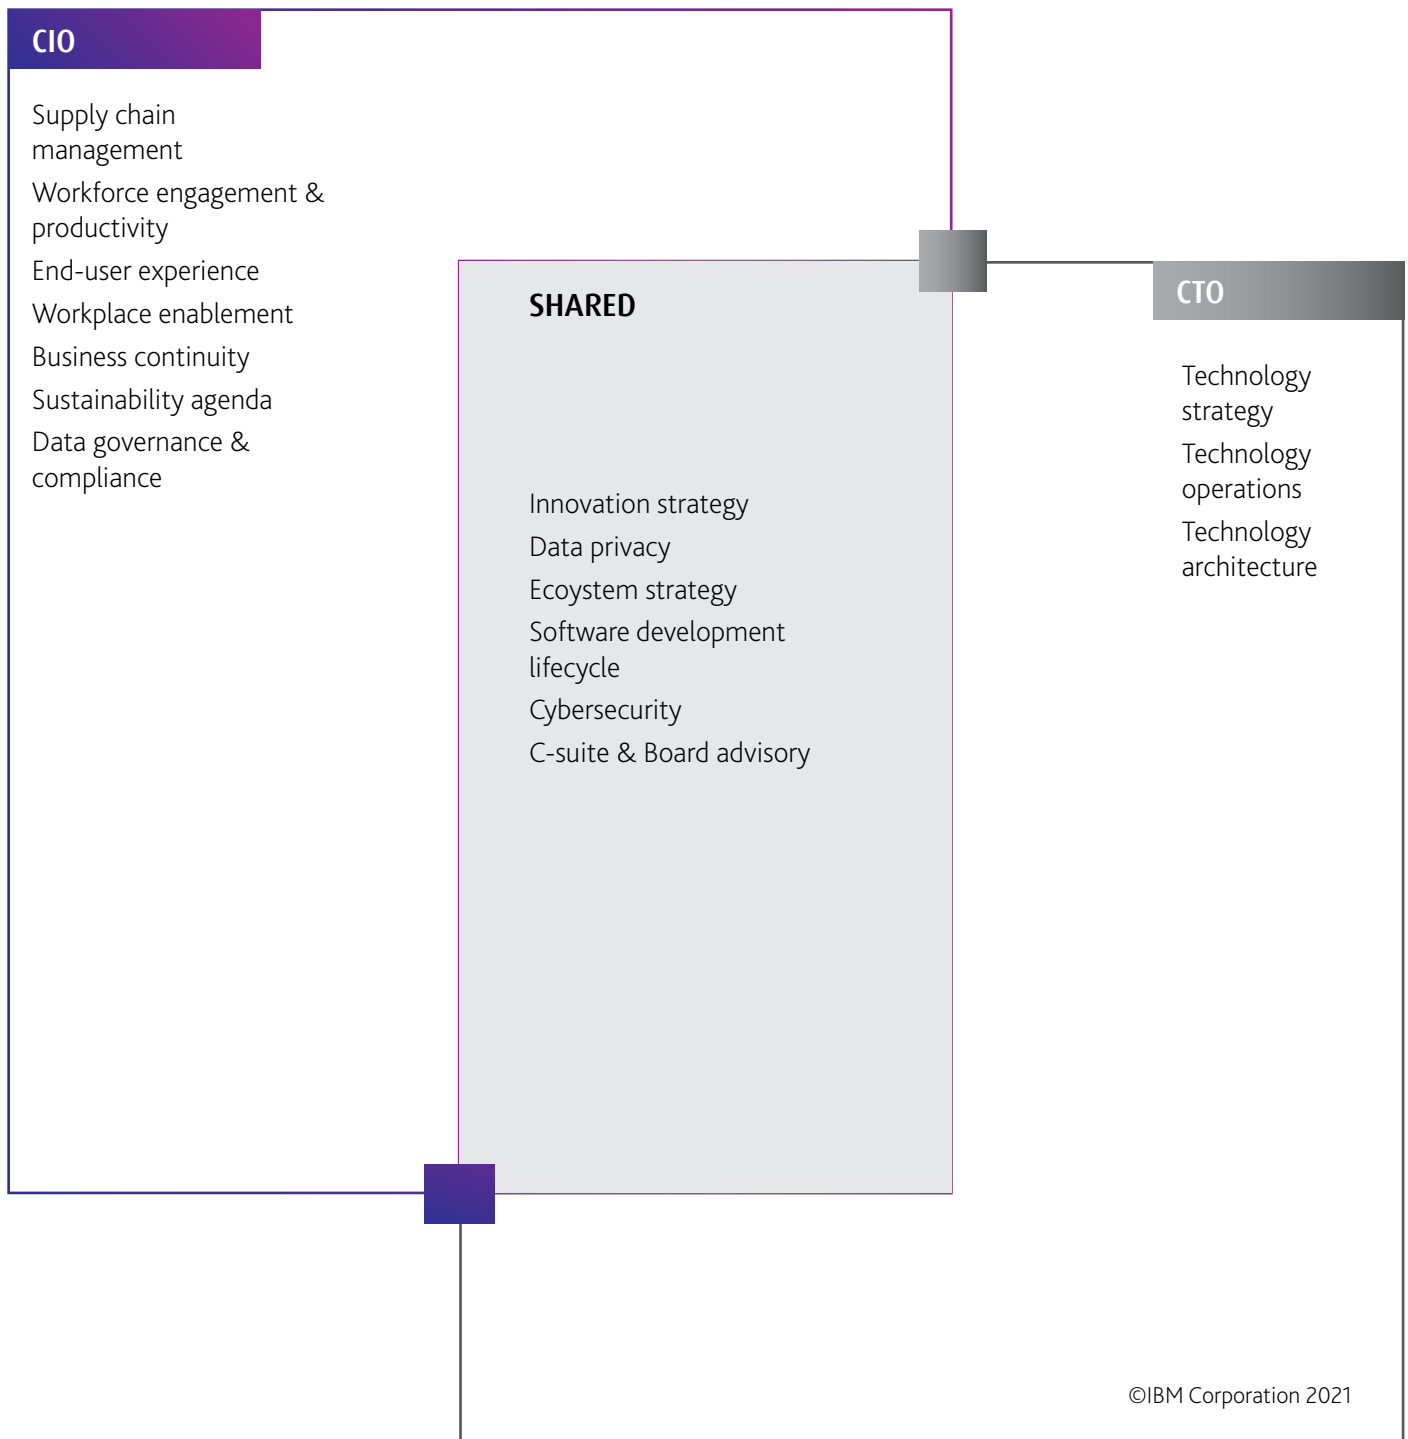 CIO
Supply chain
management
Workforce engagement &
productivity
End-user experience
Workplace enablement
Business continuity
Sustainability agenda
Data governance &
compliance
SHARED
Innovation strategy
Data privacy
Ecoystem strategy
Software development
lifecycle
Cybersecurity
C-suite & Board advisory
CTO
Technology
strategy
Technology
operations
Technology
architecture
©IBM Corporation 2021